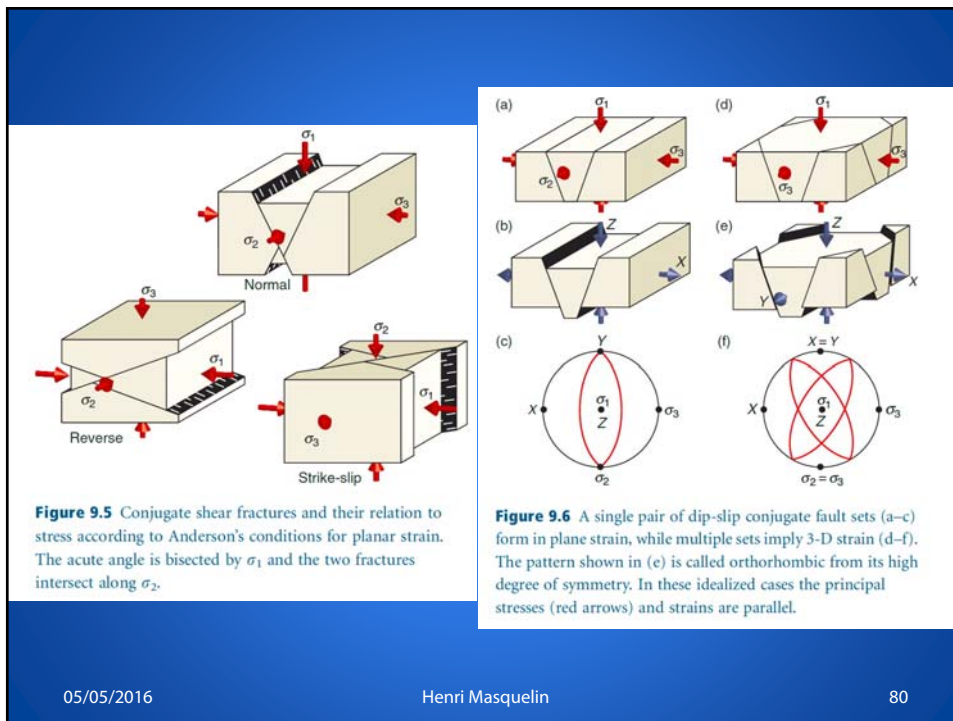 σ1
σ3
σ2
Normal
σ3
σ1
σ2
Reverse
σ2
σ1
σ3
Strike-slip
Figure 9.5 Conjugate shear fractures and their relation to
stress according to Anderson's conditions for planar strain.
The acute angle is bisected by σ1 and the two fractures
intersect along σ2.
(a) σ1 (d) σ1
σ3 σ3
σ2 σ3
(b) Z (e) Z
X X
Y
(c) Y (f) X = Y
X σ1 σ3 X σ1 σ3
Z Z
σ2 σ2 = σ3
Figure 9.6 A single pair of dip-slip conjugate fault sets (a–c)
form in plane strain, while multiple sets imply 3-D strain (d–f).
The pattern shown in (e) is called orthorhombic from its high
degree of symmetry. In these idealized cases the principal
stresses (red arrows) and strains are parallel.
05/05/2016 Henri Masquelin 80